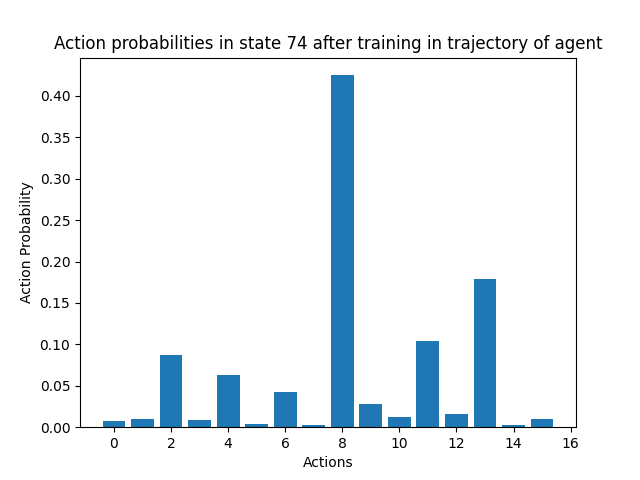 Action probabilities in state 74 after training in trajectory of agent
Action Probability
0.40
0.35
0.30
0.25
0.20
0.15
0.10
0.05
0.00
0 2 4 6 8 10 12 14 16
Actions